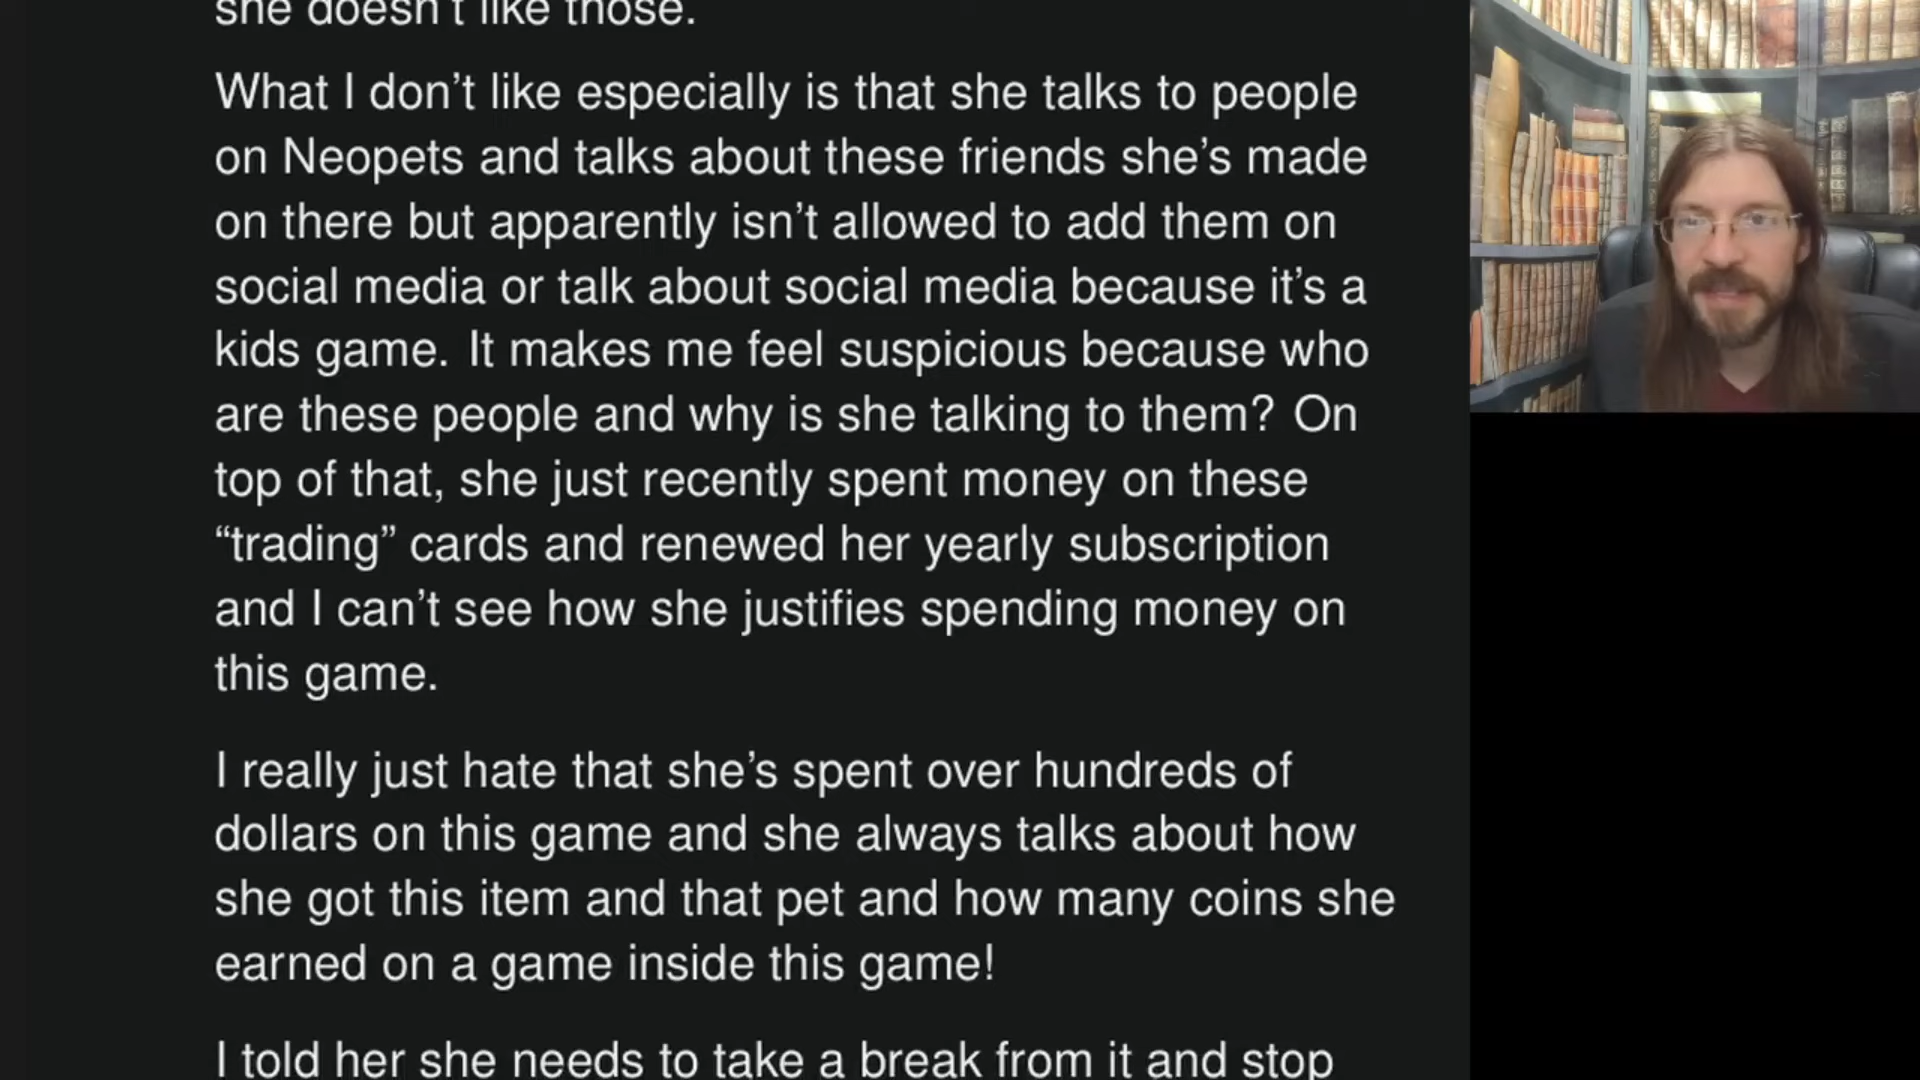 she doesn't like those.
What I don’t like especially is that she talks to people
on Neopets and talks about these friends she’s made
on there but apparently isn’t allowed to add them on
social media or talk about social media because it’s a
kids game. It makes me feel suspicious because who
are these people and why is she talking to them? On
top of that, she just recently spent money on these
“trading” cards and renewed her yearly subscription
and I can’t see how she justifies spending money on
this game.
I really just hate that she’s spent over hundreds of
dollars on this game and she always talks about how
she got this item and that pet and how many coins she
earned on a game inside this game!
I told her she needs to take a break from it and stop